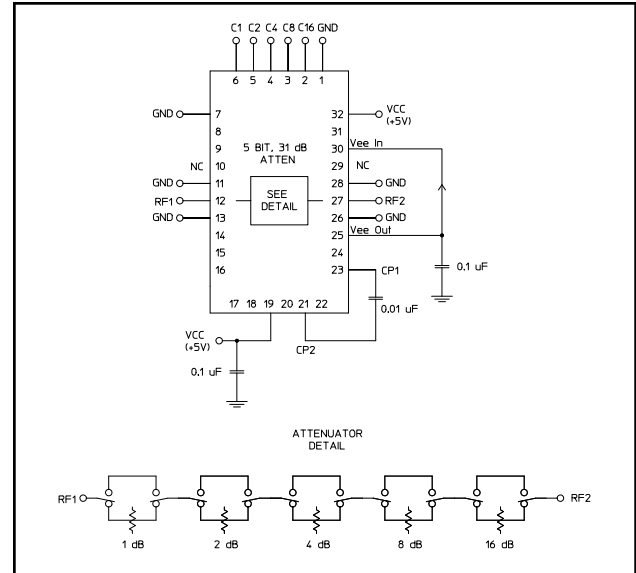 C1 C2 C4 C8 C16 GND
6 5 4 3 2 1
GND 7 32 VCC
(+5V)
8 31
9 5 BIT, 31 dB 30 Vee In
NC 10 ATTEN 29 NC
GND 11 28 GND
RF1 12 SEE 27 RF2
DETAIL
GND 13 26 GND
14 25 Vee Out
15 24
16 23 CP1
0.1 uF
17 18 19 20 21 22
0.01 uF
VCC
(+5V)
CP2
0.1 uF
ATTENUATOR
DETAIL
RF1 RF2
1 dB 2 dB 4 dB 8 dB 16 dB